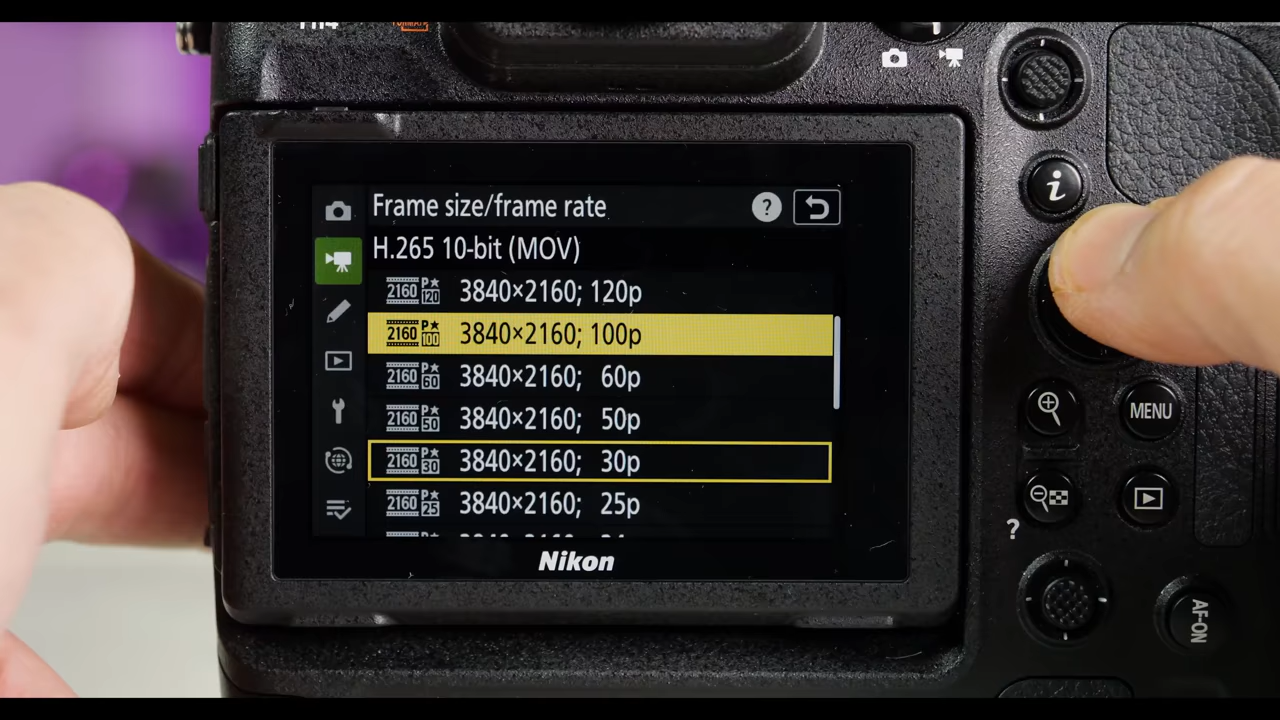 Frame size/frame rate
?
H.265 10-bit (MOV)
2160 P★ 120 3840×2160; 120p
2160 P★ 100 3840×2160; 100p
2160 P★ 60 3840×2160; 60p
2160 P★ 50 3840×2160; 50p
2160 P★ 30 3840×2160; 30p
2160 P★ 25 3840×2160; 25p
Nikon
i
MENU
?
AF-ON